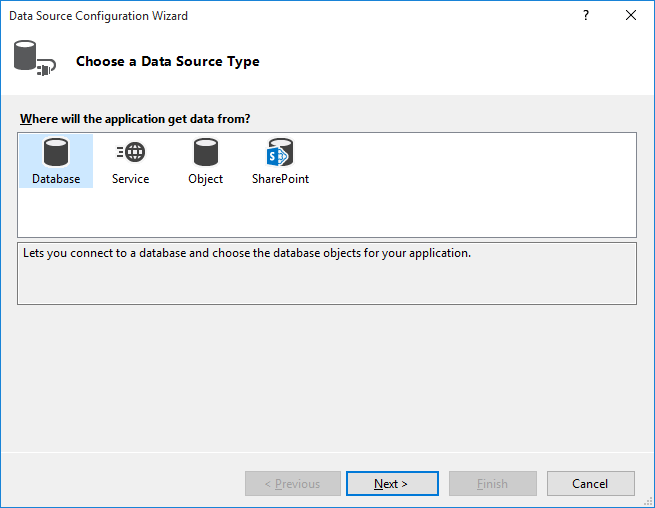 Data Source Configuration Wizard
?
Choose a Data Source Type
Where will the application get data from?
Database Service Object SharePoint
Lets you connect to a database and choose the database objects for your application.
< Previous Next > Finish Cancel